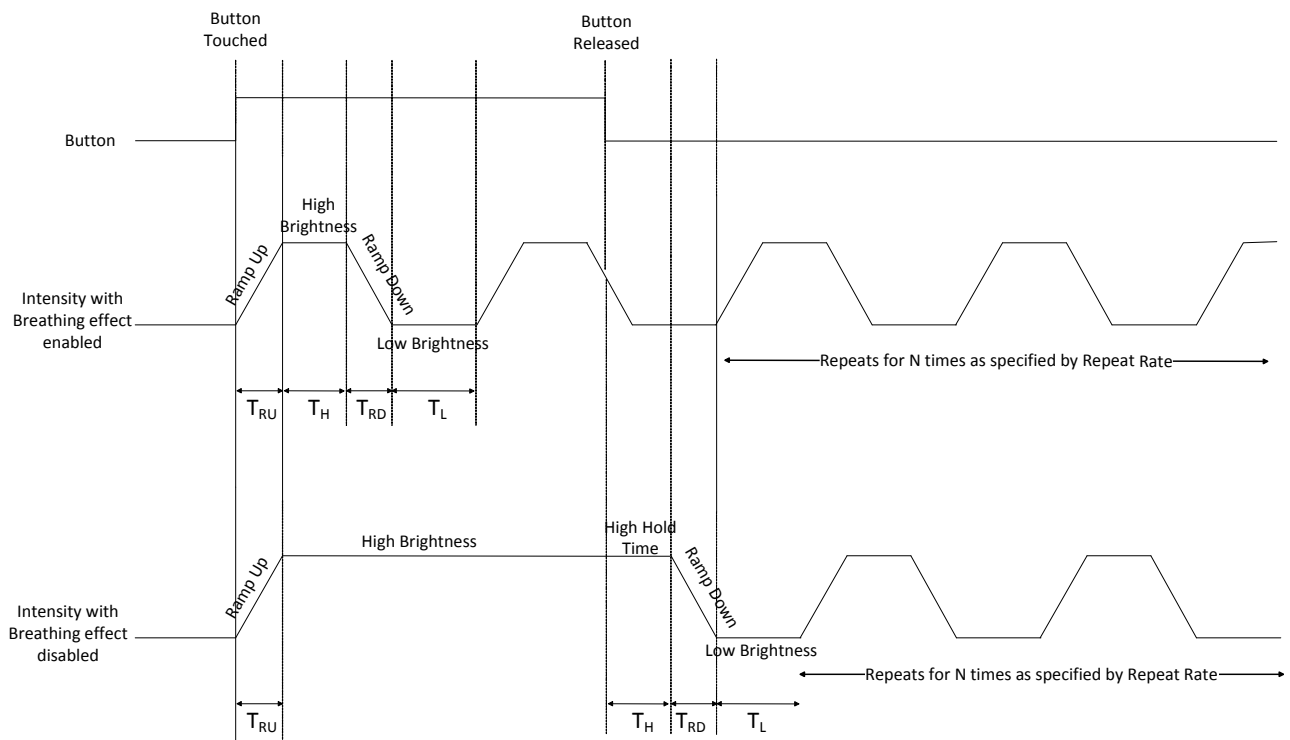 Button
Touched
Button
Released
Button
High
Brightness
Ramp Up
Ramp Down
Intensity with
Breathing effect
enabled
Low Brightness
Repeats for N times as specified by Repeat Rate
TRU
TH
TRD
TL
High Brightness
High Hold
Time
Ramp Up
Ramp Down
Intensity with
Breathing effect
disabled
Low Brightness
Repeats for N times as specified by Repeat Rate
TRU
TH
TRD
TL